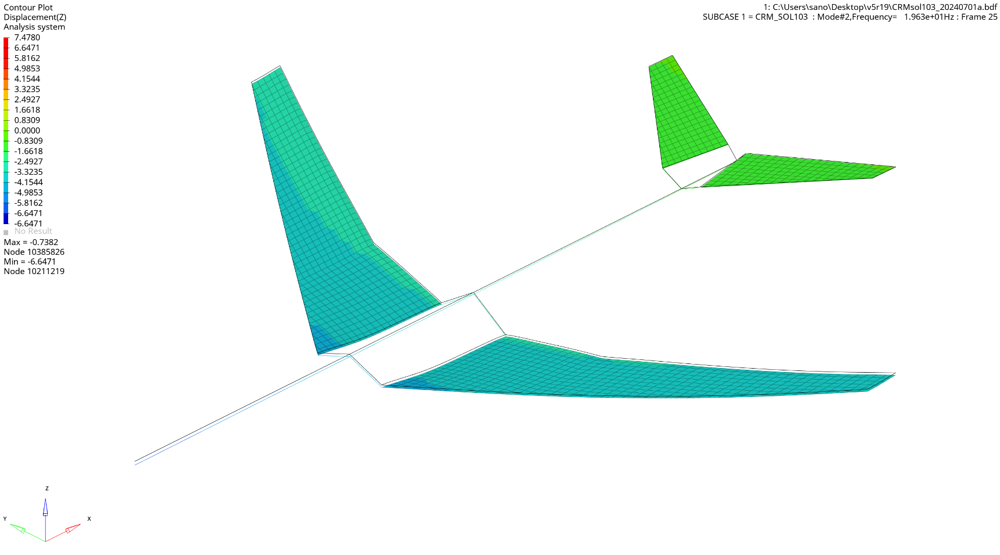 Contour Plot
Displacement(Z)
Analysis system
7.4780
6.6471
5.8162
4.9853
4.1544
3.3235
2.4927
1.6618
0.8309
0.0000
-0.8309
-1.6618
-2.4927
-3.3235
-4.1544
-4.9853
-5.8162
-6.6471
-6.6471
No Result
Max = -0.7382
Node 10385826
Min = -6.6471
Node 10211219
1: C:\Users\sano\Desktop\v5r19\CRMsol103_20240701a.bdf
SUBCASE 1 = CRM_SOL103 : Mode#2,Frequency= 1.963e+01Hz : Frame 25
Z
Y
X